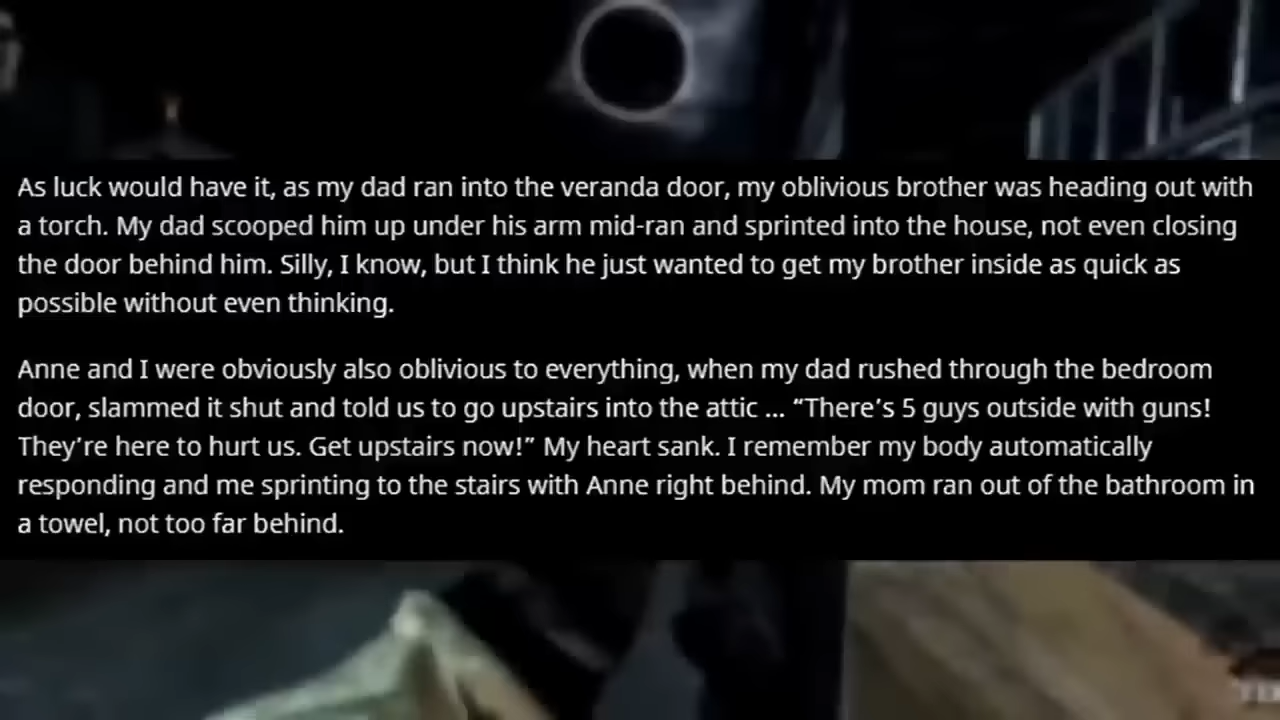 As luck would have it, as my dad ran into the veranda door, my oblivious brother was heading out with
a torch. My dad scooped him up under his arm mid-ran and sprinted into the house, not even closing
the door behind him. Silly, I know, but I think he just wanted to get my brother inside as quick as
possible without even thinking.
Anne and I were obviously also oblivious to everything, when my dad rushed through the bedroom
door, slammed it shut and told us to go upstairs into the attic ... “There’s 5 guys outside with guns!
They’re here to hurt us. Get upstairs now!” My heart sank. I remember my body automatically
responding and me sprinting to the stairs with Anne right behind. My mom ran out of the bathroom in
a towel, not too far behind.